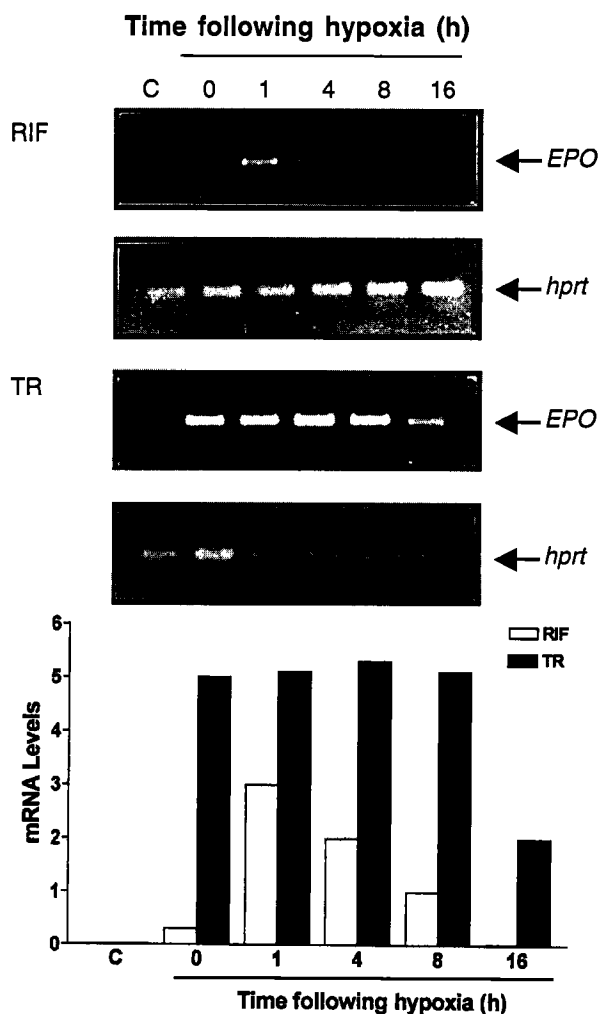 Time following hypoxia (h)
C 0 1 4 8 16
RIF
EPO
hprt
TR
EPO
hprt
6
RIF
5
TR
4
3
2
1
0
mRNA Levels
C 0 1 4 8 16
Time following hypoxia (h)